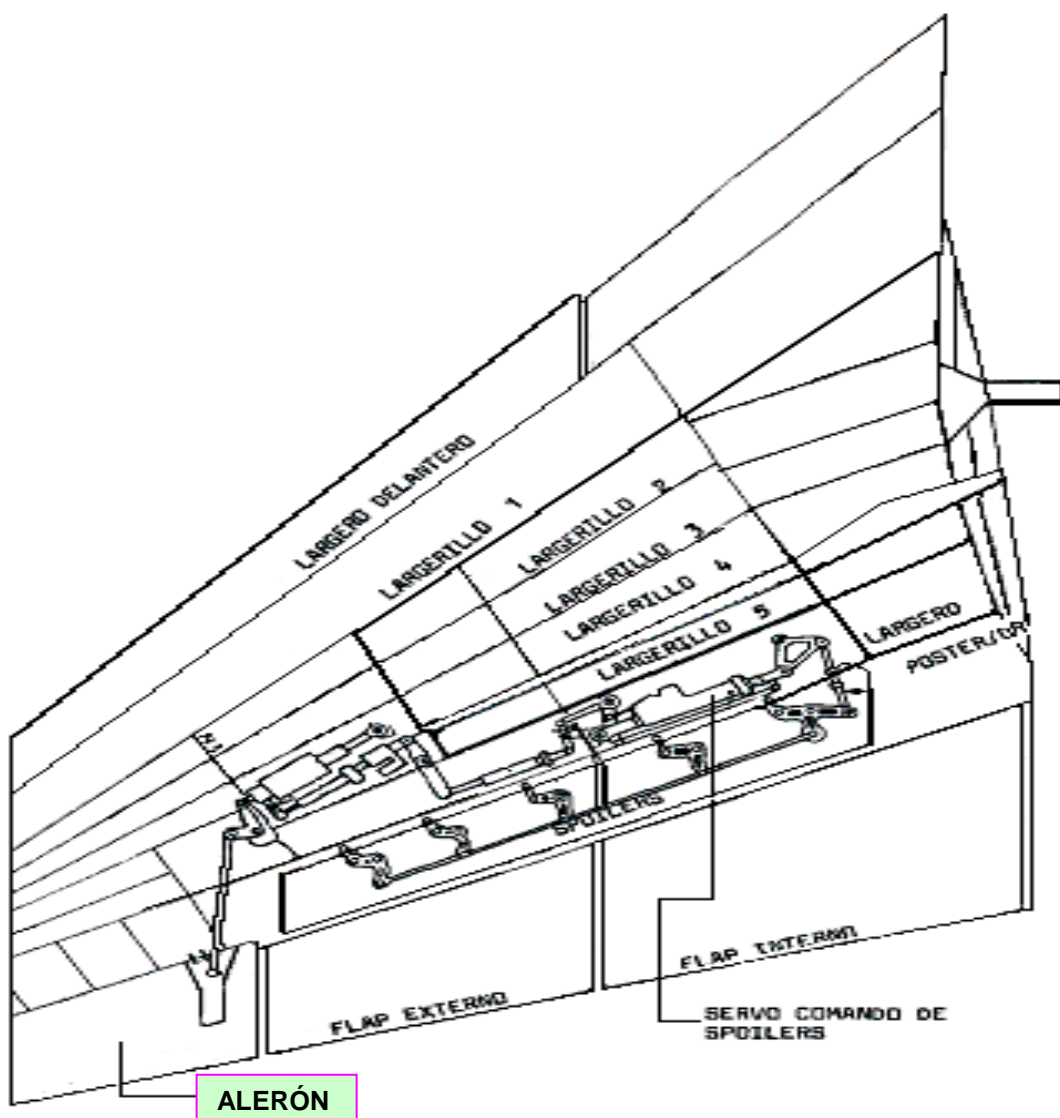 LARGERO DELANTERO
LARGERILLO 1
LARGERILLO 2
LARGERILLO 3
LARGERILLO 4
LARGERILLO 5
LARGERO
POSTERIOR
SPOILERS
FLAP INTERNO
FLAP EXTERNO
SERVO COMANDO DE
SPOILERS
ALERÓN